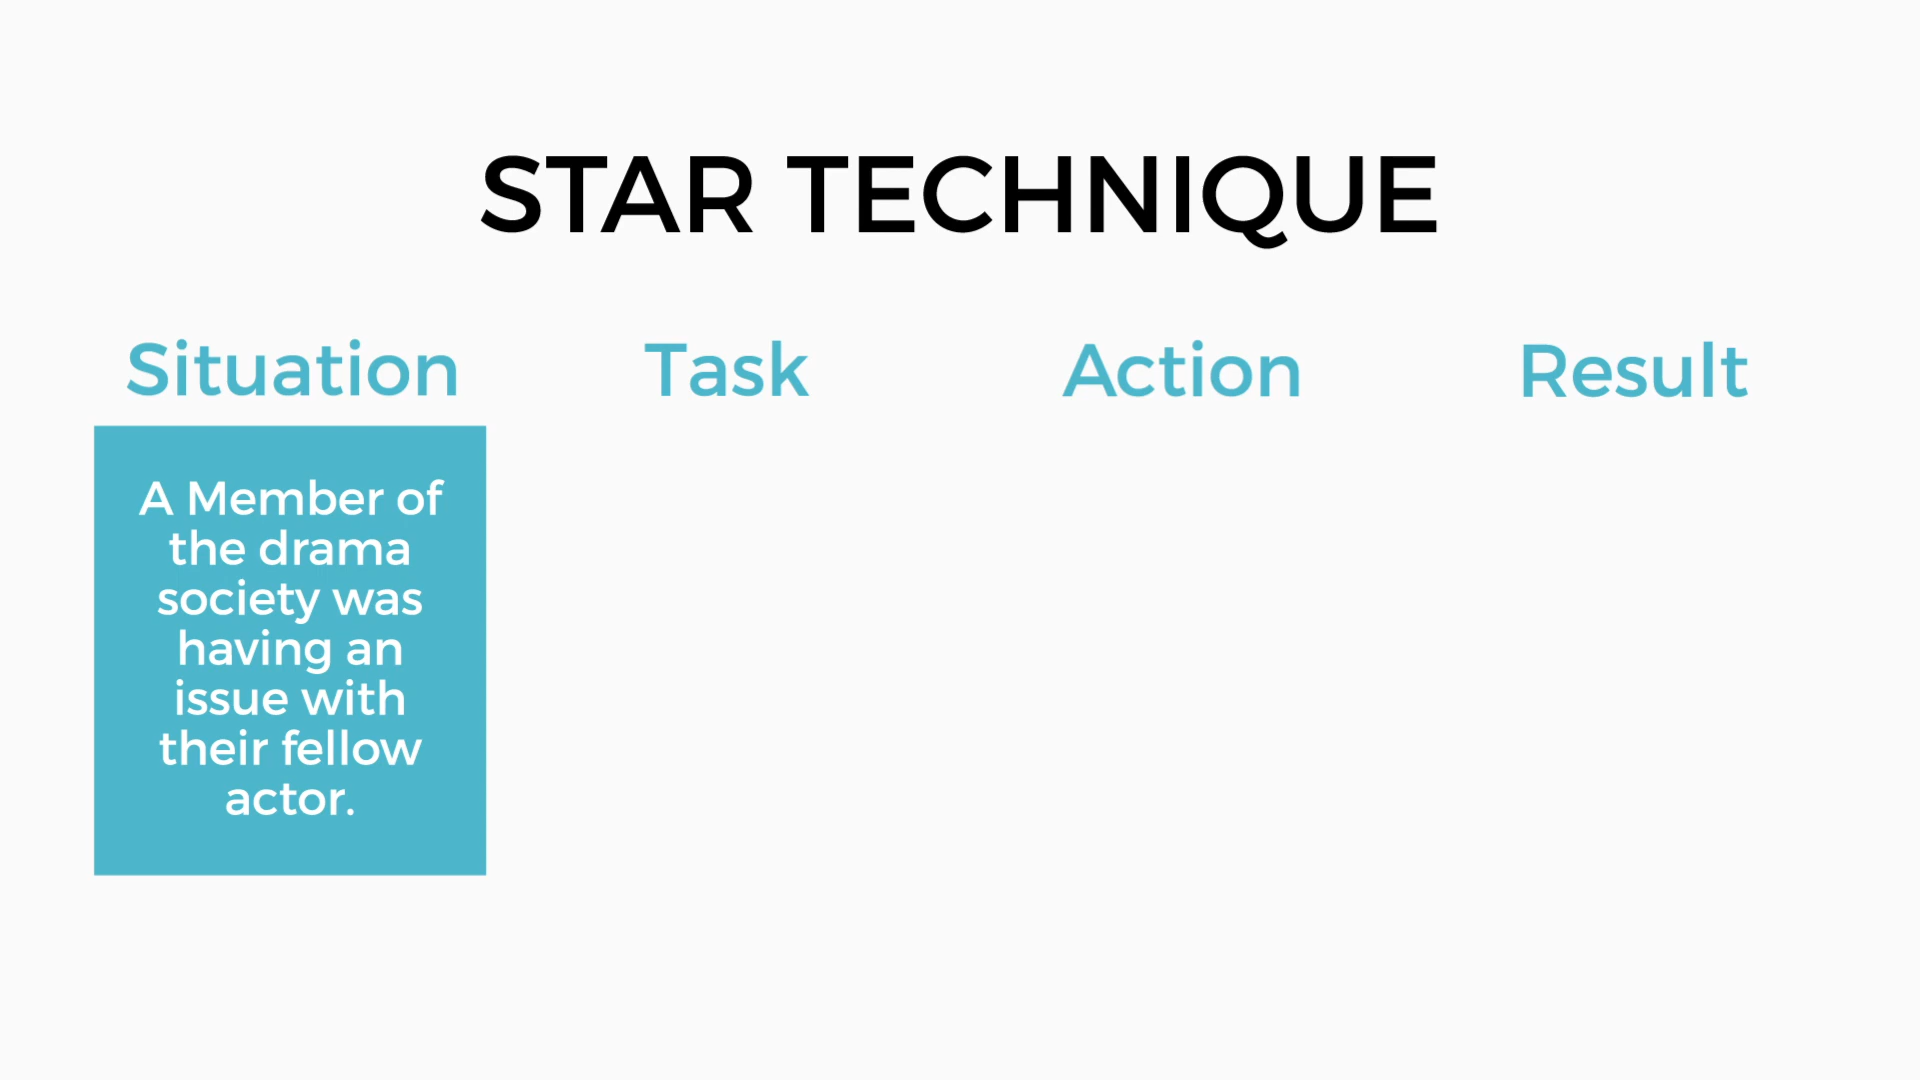 STAR TECHNIQUE
Situation
Task
Action
Result
A Member of
the drama
society was
having an
issue with
their fellow
actor.